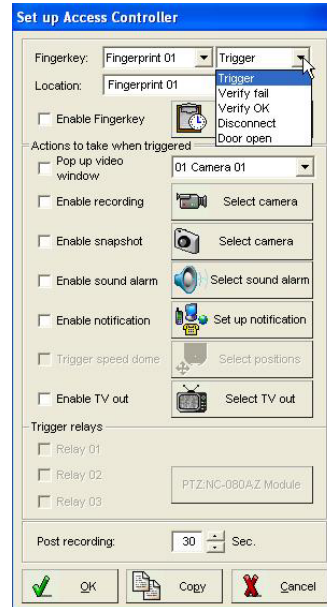 Set up Access Controller
Fingerkey: Fingerprint 01 Trigger
Trigger
Location: Fingerprint 01
Verify fail
Verify OK
Disconnect
Door open
Enable Fingerkey
Actions to take when triggered
Pop up video window 01 Camera 01
Enable recording Select camera
Enable snapshot Select camera
Enable sound alarm Select sound alarm
Enable notification Set up notification
Trigger speed dome Select positions
Enable TV out Select TV out
Trigger relays
Relay 01
Relay 02 PTZ:NC-080AZ Module
Relay 03
Post recording: 30 Sec.
OK Copy Cancel